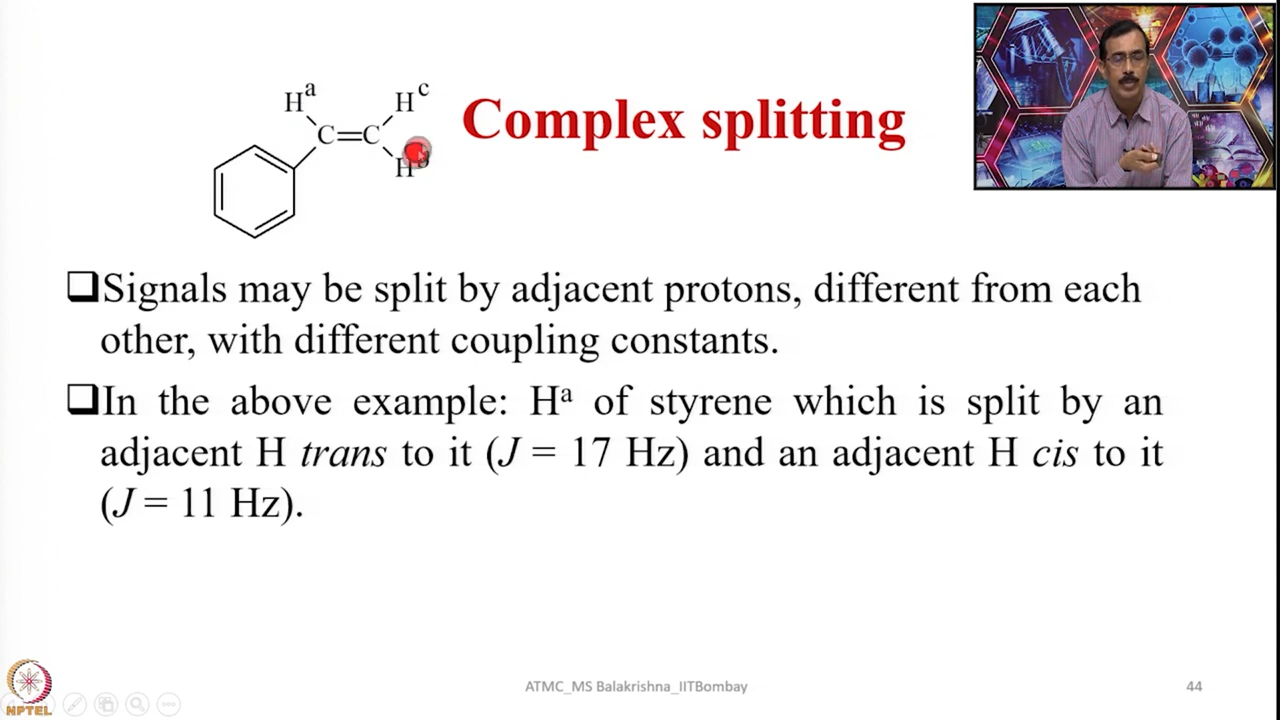 Hᵃ Hᶜ
C=C
H
Complex splitting
❑Signals may be split by adjacent protons, different from each
other, with different coupling constants.
❑In the above example: Hᵃ of styrene which is split by an
adjacent H trans to it (J = 17 Hz) and an adjacent H cis to it
(J = 11 Hz).
NPTEL
ATMC_MS Balakrishna_IITBombay
44